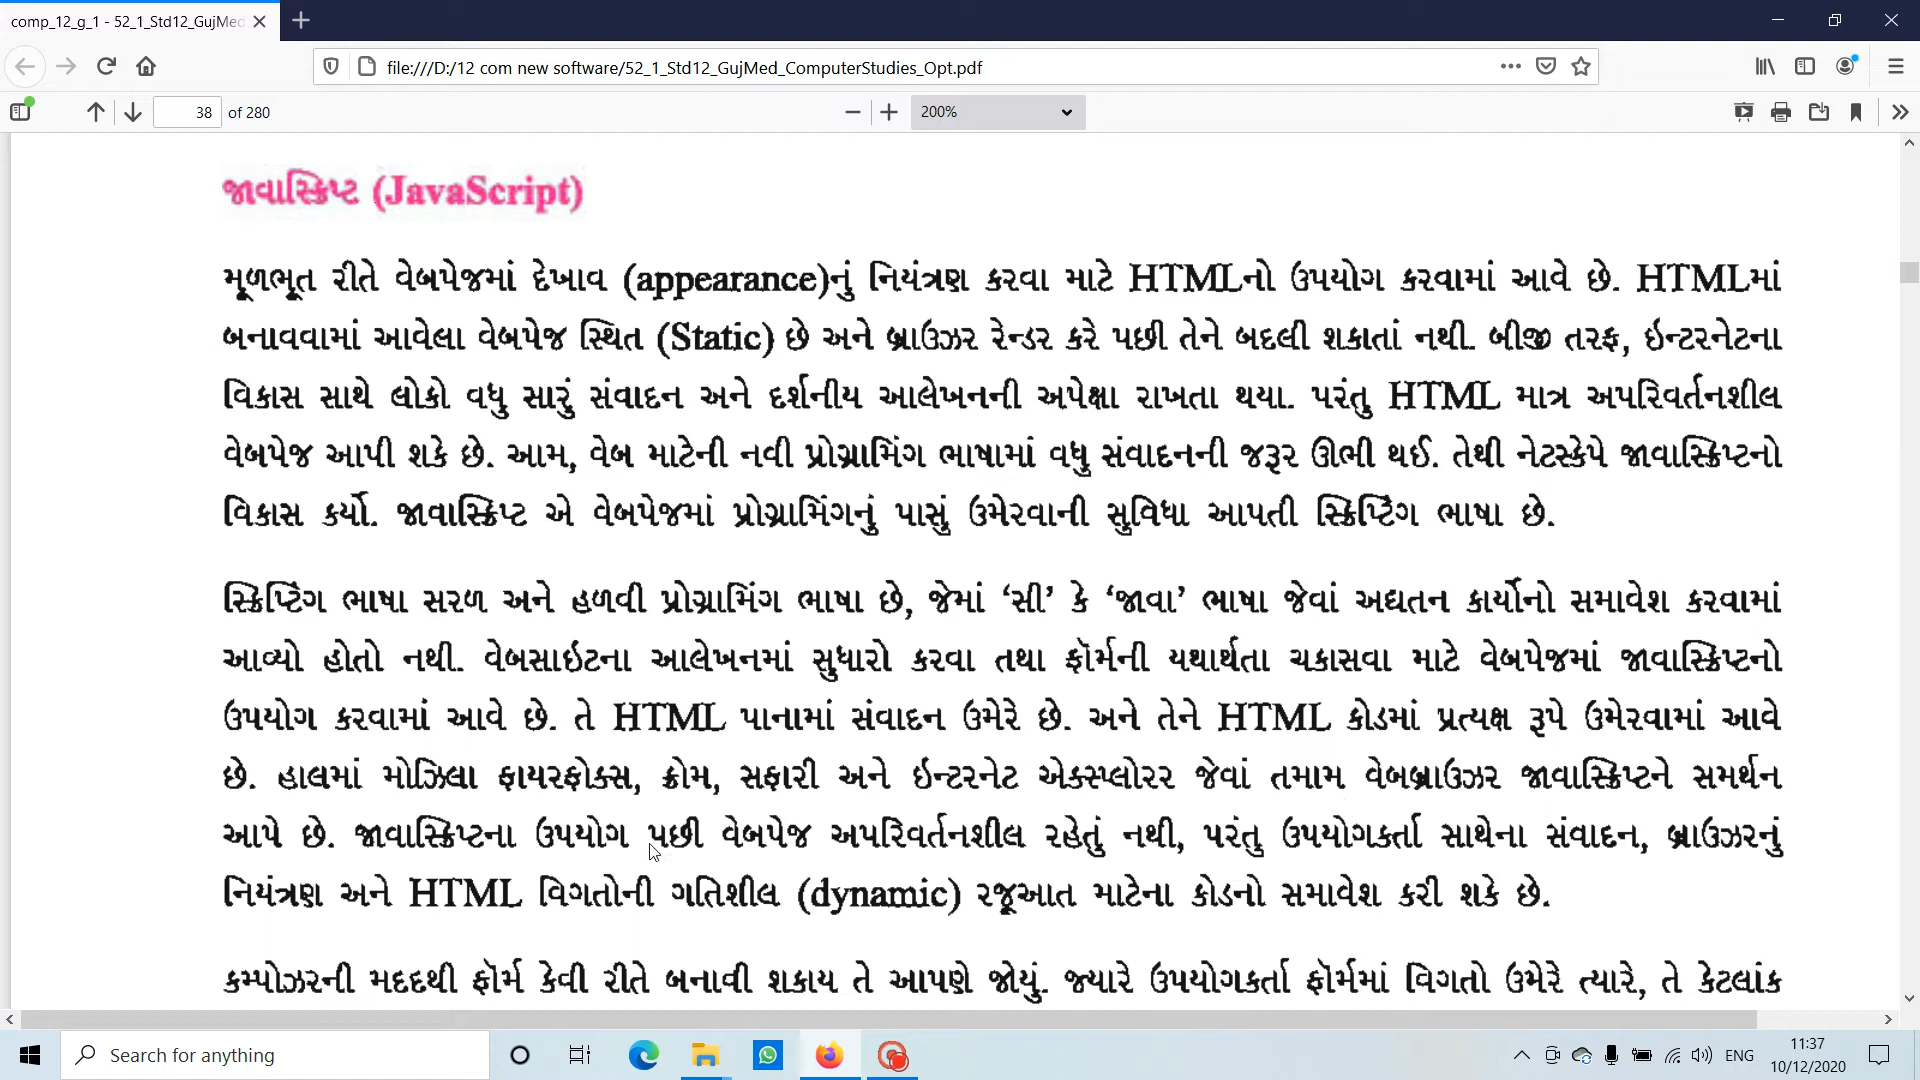 comp_12_g_1 - 52_1_Std12_GujMed
file:///D:/12 com new software/52_1_Std12_GujMed_ComputerStudies_Opt.pdf
38 of 280
200%
જાવાસ્ક્રિપ્ટ (JavaScript)
મૂળભૂત રીતે વેબપેજમાં દેખાવ (appearance)નું નિયંત્રણ કરવા માટે HTMLનો ઉપયોગ કરવામાં આવે છે. HTMLમાં
બનાવવામાં આવેલા વેબપેજ સ્થિત (Static) છે અને બ્રાઉઝર રેન્ડર કરે પછી તેને બદલી શકાતાં નથી. બીજી તરફ, ઇન્ટરનેટના
વિકાસ સાથે લોકો વધુ સારું સંવાદન અને દર્શનીય આલેખનની અપેક્ષા રાખતા થયા. પરંતુ HTML માત્ર અપરિવર્તનશીલ
વેબપેજ આપી શકે છે. આમ, વેબ માટેની નવી પ્રોગ્રામિંગ ભાષામાં વધુ સંવાદનની જરૂર ઊભી થઈ. તેથી નેટસ્કેપે જાવાસ્ક્રિપ્ટનો
વિકાસ કર્યો. જાવાસ્ક્રિપ્ટ એ વેબપેજમાં પ્રોગ્રામિંગનું પાસું ઉમેરવાની સુવિધા આપતી સ્ક્રિપ્ટિંગ ભાષા છે.
સ્ક્રિપ્ટિંગ ભાષા સરળ અને હળવી પ્રોગ્રામિંગ ભાષા છે, જેમાં ‘સી’ કે ‘જાવા’ ભાષા જેવાં અદ્યતન કાર્યોનો સમાવેશ કરવામાં
આવ્યો હોતો નથી. વેબસાઇટના આલેખનમાં સુધારો કરવા તથા ફૉર્મની યથાર્થતા ચકાસવા માટે વેબપેજમાં જાવાસ્ક્રિપ્ટનો
ઉપયોગ કરવામાં આવે છે. તે HTML પાનામાં સંવાદન ઉમેરે છે. અને તેને HTML કોડમાં પ્રત્યક્ષ રૂપે ઉમેરવામાં આવે
છે. હાલમાં મોઝિલા ફાયરફોક્સ, ક્રોમ, સફારી અને ઇન્ટરનેટ એક્સ્પ્લોરર જેવાં તમામ વેબબ્રાઉઝર જાવાસ્ક્રિપ્ટને સમર્થન
આપે છે. જાવાસ્ક્રિપ્ટના ઉપયોગ પછી વેબપેજ અપરિવર્તનશીલ રહેતું નથી, પરંતુ ઉપયોગકર્તા સાથેના સંવાદન, બ્રાઉઝરનું
નિયંત્રણ અને HTML વિગતોની ગતિશીલ (dynamic) રજૂઆત માટેના કોડનો સમાવેશ કરી શકે છે.
કમ્પોઝરની મદદથી ફૉર્મ કેવી રીતે બનાવી શકાય તે આપણે જોયું. જ્યારે ઉપયોગકર્તા ફૉર્મમાં વિગતો ઉમેરે ત્યારે, તે કેટલાંક
Search for anything
ENG
11:37
10/12/2020